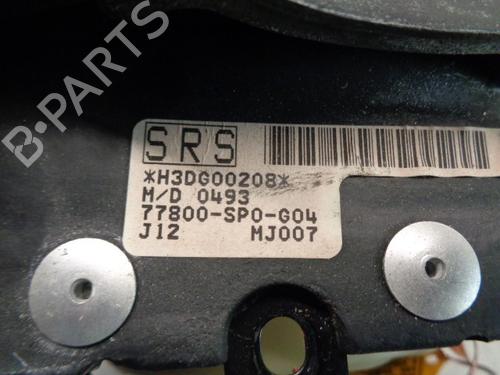 B-PARTS
SRS
*H3DG00208*
M/D 0493
77800-SP0-G04
J12 MJ007